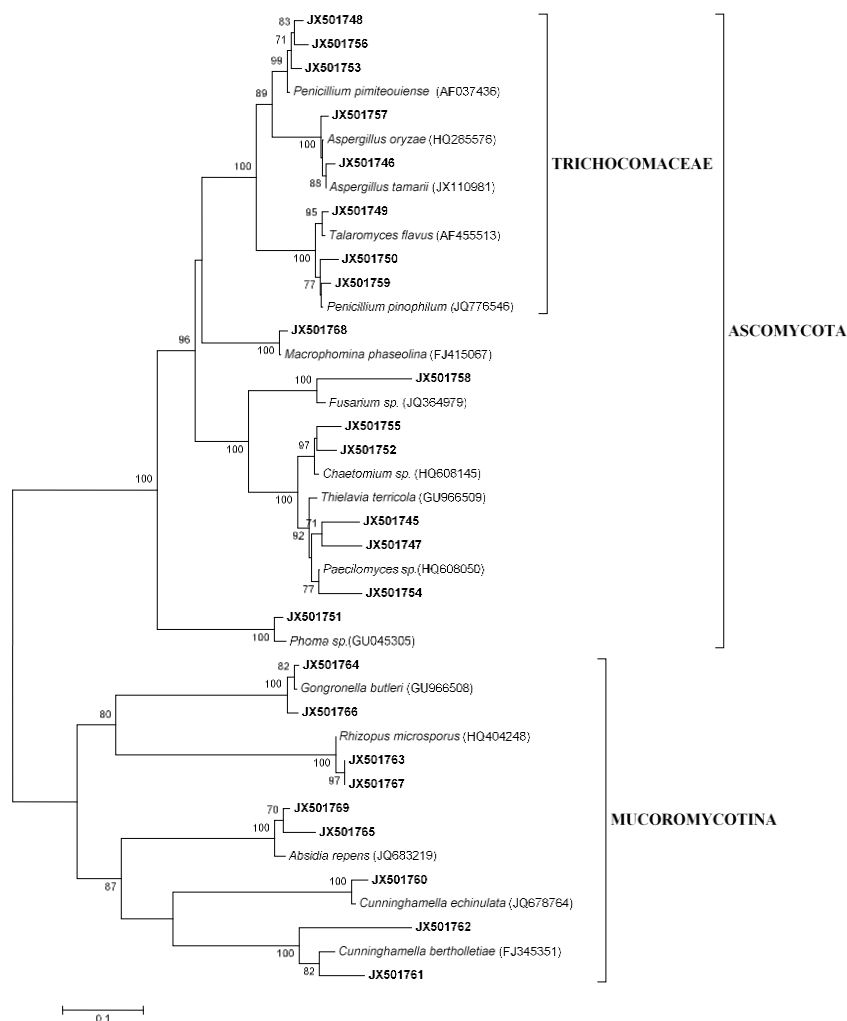 83
JX501748
71
JX501756
99
JX501753
89
Penicillium pimiteouiense (AF037436)
JX501757
100
Aspergillus oryzae (HQ285576)
100
JX501746
TRICHOCOMACEAE
88
Aspergillus tamarii (JX110981)
95
JX501749
Talaromyces flavus (AF455513)
100
JX501750
77
JX501759
Penicillium pinophilum (JQ776546)
JX501768
ASCOMYCOTA
96
100
Macrophomina phaseolina (FJ415067)
100
JX501758
Fusarium sp. (JQ364979)
JX501755
100
97
JX501752
Chaetomium sp. (HQ608145)
100
Thielavia terricola (GU966509)
100
71
JX501745
92
JX501747
Paecilomyces sp.(HQ608050)
77
JX501754
JX501751
100
Phoma sp.(GU045305)
82
JX501764
100
Gongronella butleri (GU966508)
80
JX501766
Rhizopus microsporus (HQ404248)
100
JX501763
97
JX501767
70
JX501769
MUCOROMYCOTINA
100
JX501765
Absidia repens (JQ683219)
87
100
JX501760
Cunninghamella echinulata (JQ678764)
JX501762
100
Cunninghamella bertholletiae (FJ345351)
82
JX501761
0.1